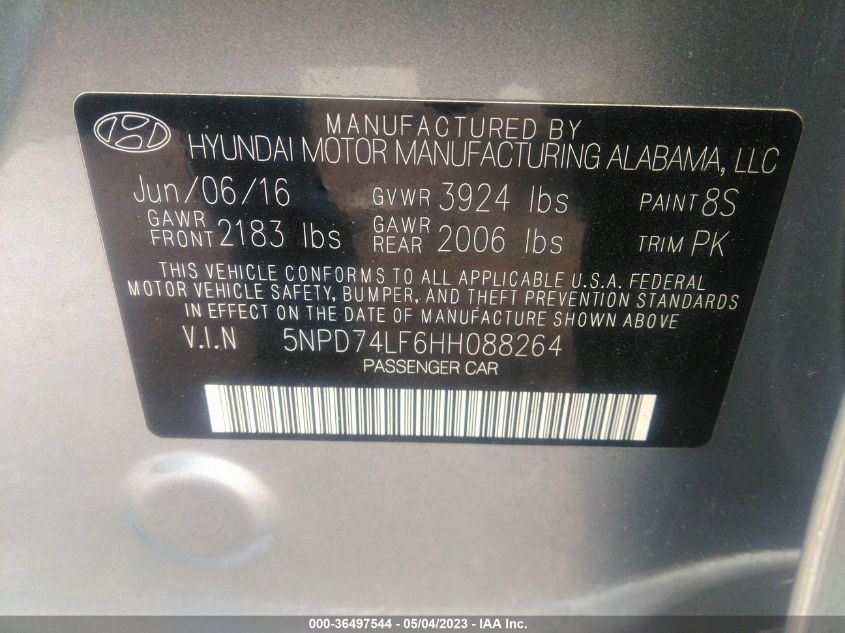 MANUFACTURED BY
HYUNDAI MOTOR MANUFACTURING ALABAMA, LLC
Jun/06/16 GVWR 3924 lbs PAINT 8S
GAWR FRONT 2183 lbs GAWR REAR 2006 lbs TRIM PK
THIS VEHICLE CONFORMS TO ALL APPLICABLE U.S.A. FEDERAL
MOTOR VEHICLE SAFETY, BUMPER, AND THEFT PREVENTION STANDARDS
IN EFFECT ON THE DATE OF MANUFACTURE SHOWN ABOVE
V.I.N 5NPD74LF6HH088264
PASSENGER CAR
000-36497544 - 05/04/2023 - IAA Inc.